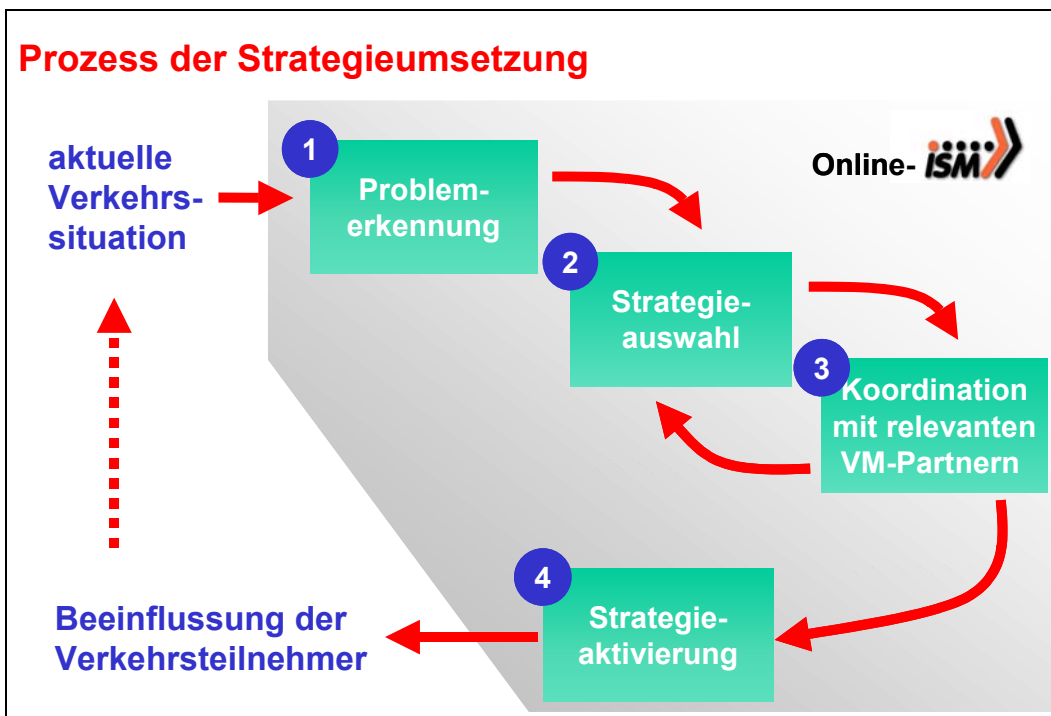 Prozess der Strategieumsetzung
aktuelle
Verkehrs-
situation
1
Problem-
erkennung
Online- ISM
2
Strategie-
auswahl
3
Koordination
mit relevanten
VM-Partnern
4
Strategie-
aktivierung
Beeinflussung der
Verkehrsteilnehmer